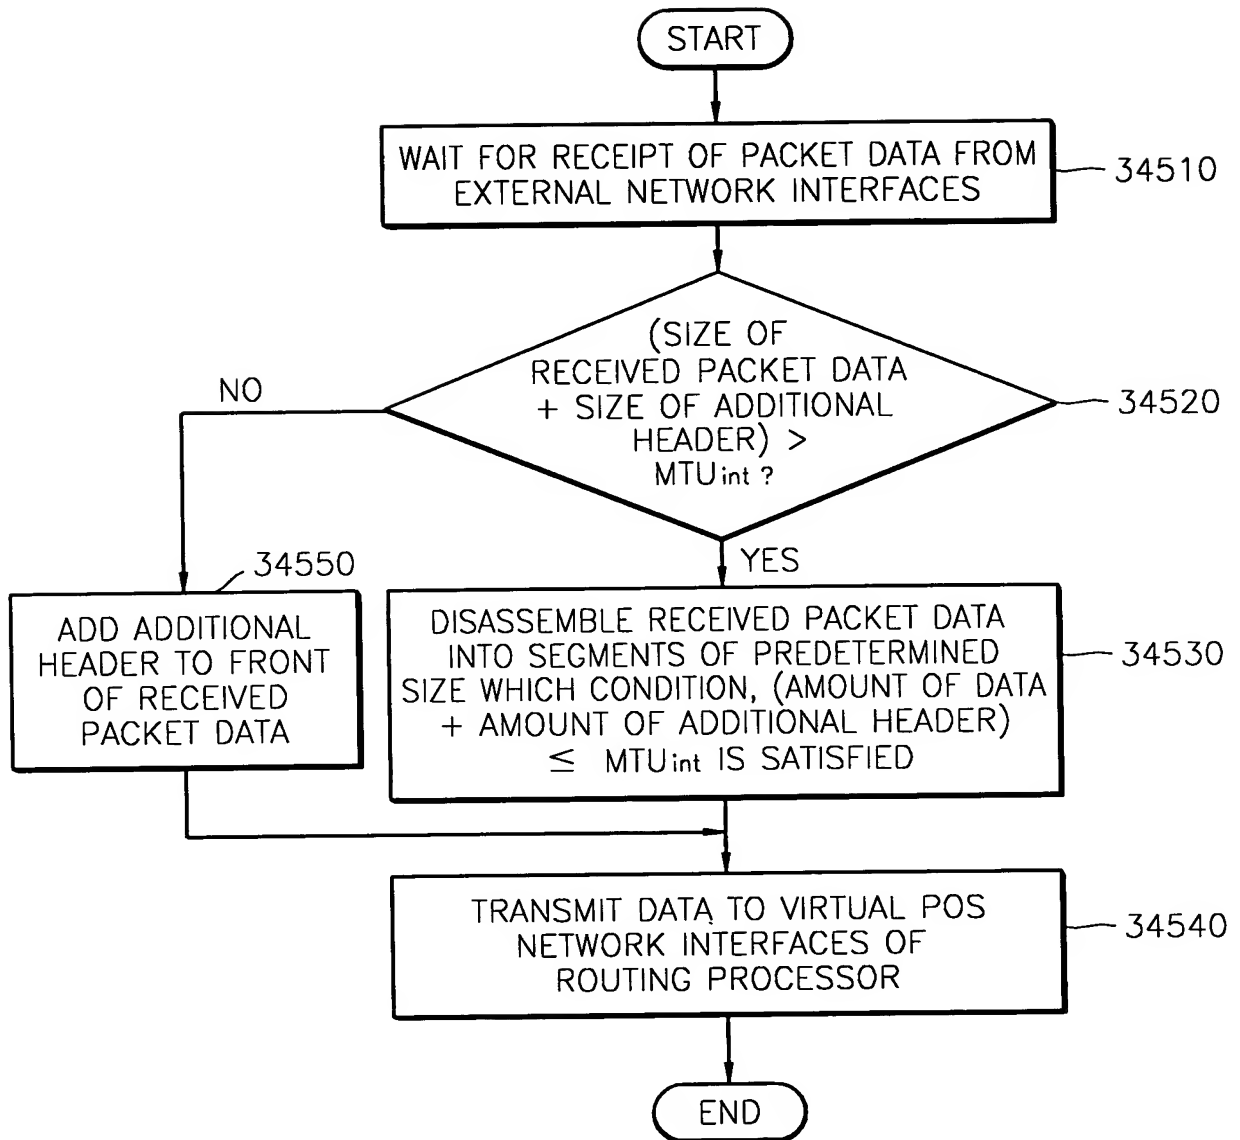 START
WAIT FOR RECEIPT OF PACKET DATA FROM
EXTERNAL NETWORK INTERFACES
34510
(SIZE OF
RECEIVED PACKET DATA
+ SIZE OF ADDITIONAL
HEADER) >
MTUint ?
34520
NO
YES
34550
ADD ADDITIONAL
HEADER TO FRONT
OF RECEIVED
PACKET DATA
DISASSEMBLE RECEIVED PACKET DATA
INTO SEGMENTS OF PREDETERMINED
SIZE WHICH CONDITION, (AMOUNT OF DATA
+ AMOUNT OF ADDITIONAL HEADER)
≤ MTUint IS SATISFIED
34530
TRANSMIT DATA TO VIRTUAL POS
NETWORK INTERFACES OF
ROUTING PROCESSOR
34540
END